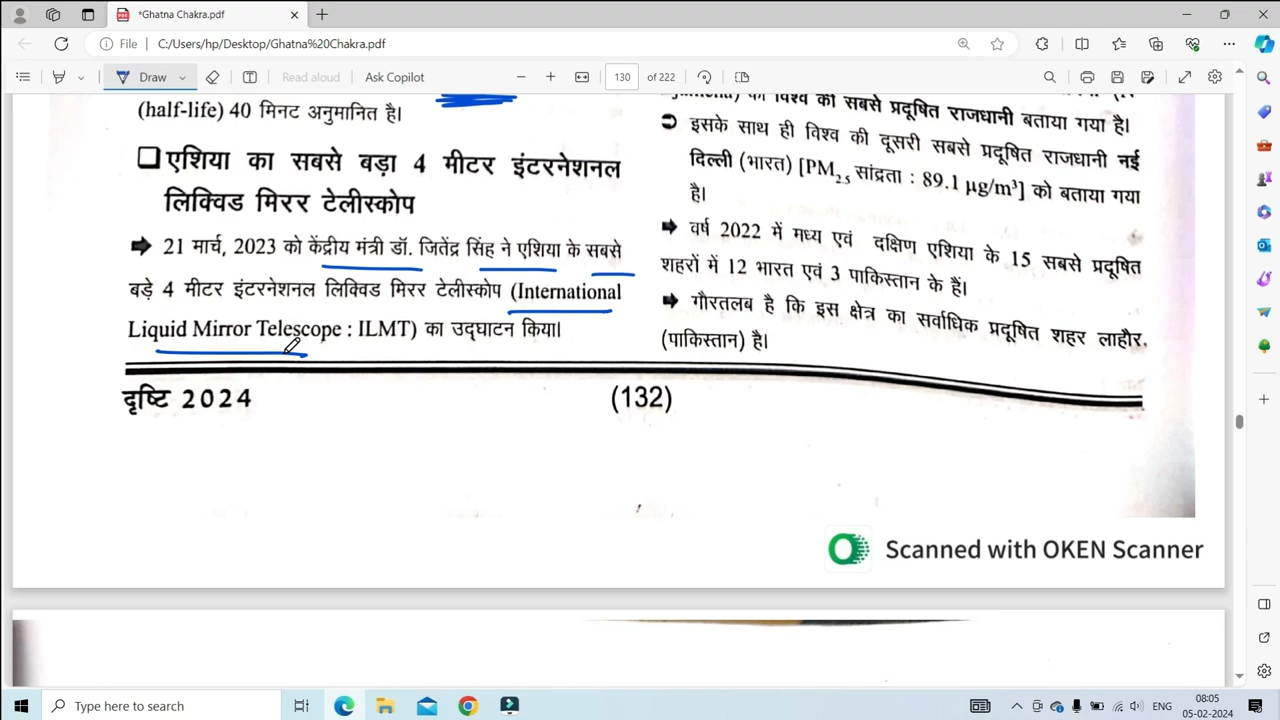 *Ghatna Chakra.pdf
File
C:/Users/hp/Desktop/Ghatna%20Chakra.pdf
Draw
Read aloud
Ask Copilot
130
of 222
(half-life) 40 मिनट अनुमानित है।
एशिया का सबसे बड़ा 4 मीटर इंटरनेशनल
लिक्विड मिरर टेलीस्कोप
21 मार्च, 2023 को केंद्रीय मंत्री डॉ. जितेंद्र सिंह ने एशिया के सबसे
बड़े 4 मीटर इंटरनेशनल लिक्विड मिरर टेलीस्कोप (International
Liquid Mirror Telescope : ILMT) का उद्घाटन किया।
को विश्व की सबसे प्रदूषित राजधानी बताया गया है।
इसके साथ ही विश्व की दूसरी सबसे प्रदूषित राजधानी नई
दिल्ली (भारत) [PM2.5 सांद्रता : 89.1 μg/m³] को बताया गया
है।
वर्ष 2022 में मध्य एवं दक्षिण एशिया के 15 सबसे प्रदूषित
शहरों में 12 भारत एवं 3 पाकिस्तान के हैं।
गौरतलब है कि इस क्षेत्र का सर्वाधिक प्रदूषित शहर लाहौर
(पाकिस्तान) है।
दृष्टि 2024
(132)
Scanned with OKEN Scanner
Type here to search
ENG
08:05
05-02-2024